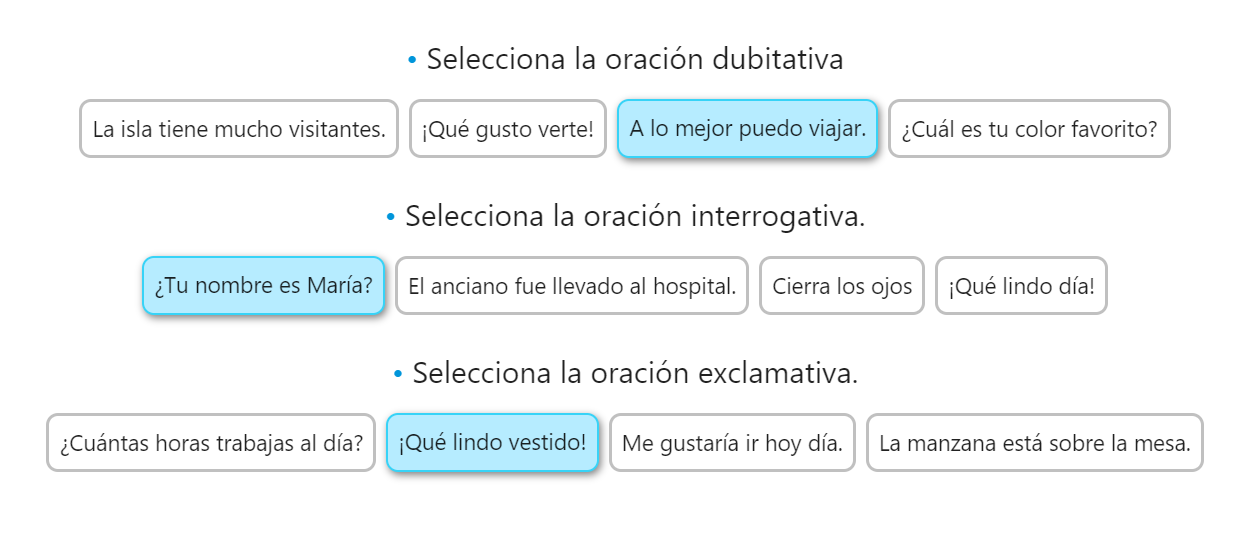 • Selecciona la oración dubitativa
La isla tiene mucho visitantes. ¡Qué gusto verte! A lo mejor puedo viajar. ¿Cuál es tu color favorito?
• Selecciona la oración interrogativa.
¿Tu nombre es María? El anciano fue llevado al hospital. Cierra los ojos ¡Qué lindo día!
• Selecciona la oración exclamativa.
¿Cuántas horas trabajas al día? ¡Qué lindo vestido! Me gustaría ir hoy día. La manzana está sobre la mesa.